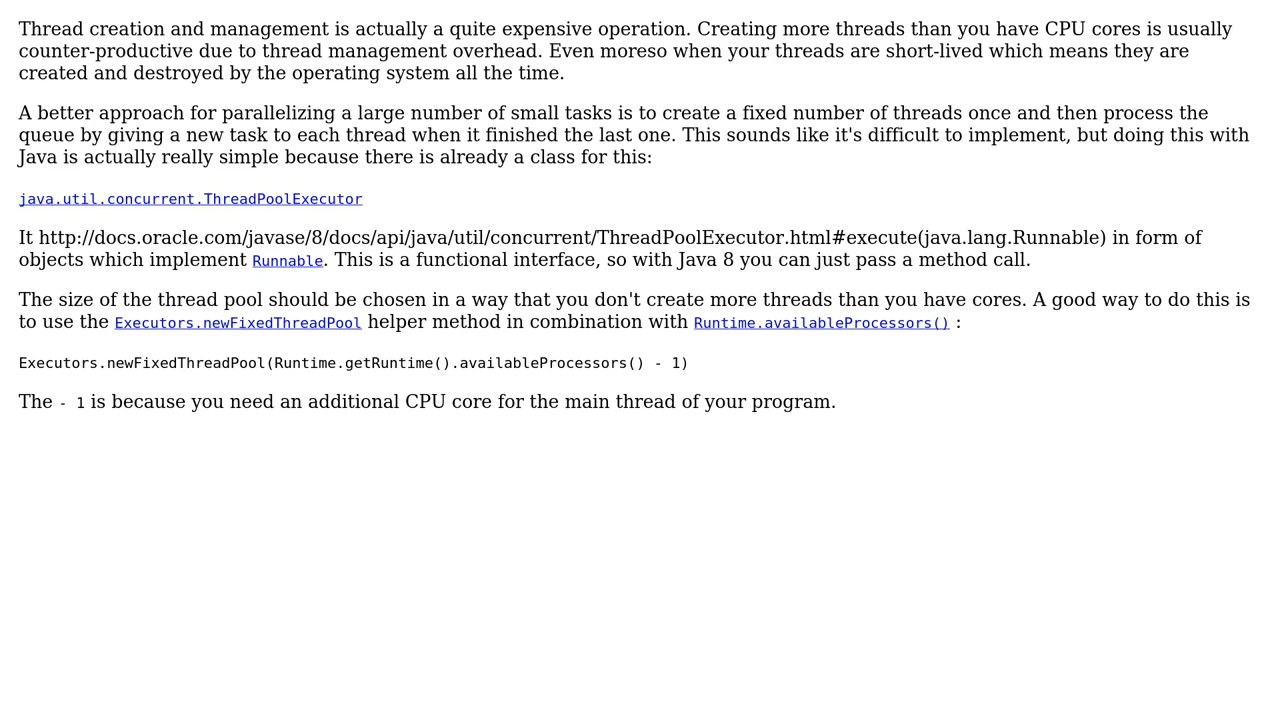 Thread creation and management is actually a quite expensive operation. Creating more threads than you have CPU cores is usually
counter-productive due to thread management overhead. Even moreso when your threads are short-lived which means they are
created and destroyed by the operating system all the time.
A better approach for parallelizing a large number of small tasks is to create a fixed number of threads once and then process the
queue by giving a new task to each thread when it finished the last one. This sounds like it's difficult to implement, but doing this with
Java is actually really simple because there is already a class for this:
java.util.concurrent.ThreadPoolExecutor
It http://docs.oracle.com/javase/8/docs/api/java/util/concurrent/ThreadPoolExecutor.html#execute(java.lang.Runnable) in form of
objects which implement Runnable. This is a functional interface, so with Java 8 you can just pass a method call.
The size of the thread pool should be chosen in a way that you don't create more threads than you have cores. A good way to do this is
to use the Executors.newFixedThreadPool helper method in combination with Runtime.availableProcessors() :
Executors.newFixedThreadPool(Runtime.getRuntime().availableProcessors() - 1)
The - 1 is because you need an additional CPU core for the main thread of your program.